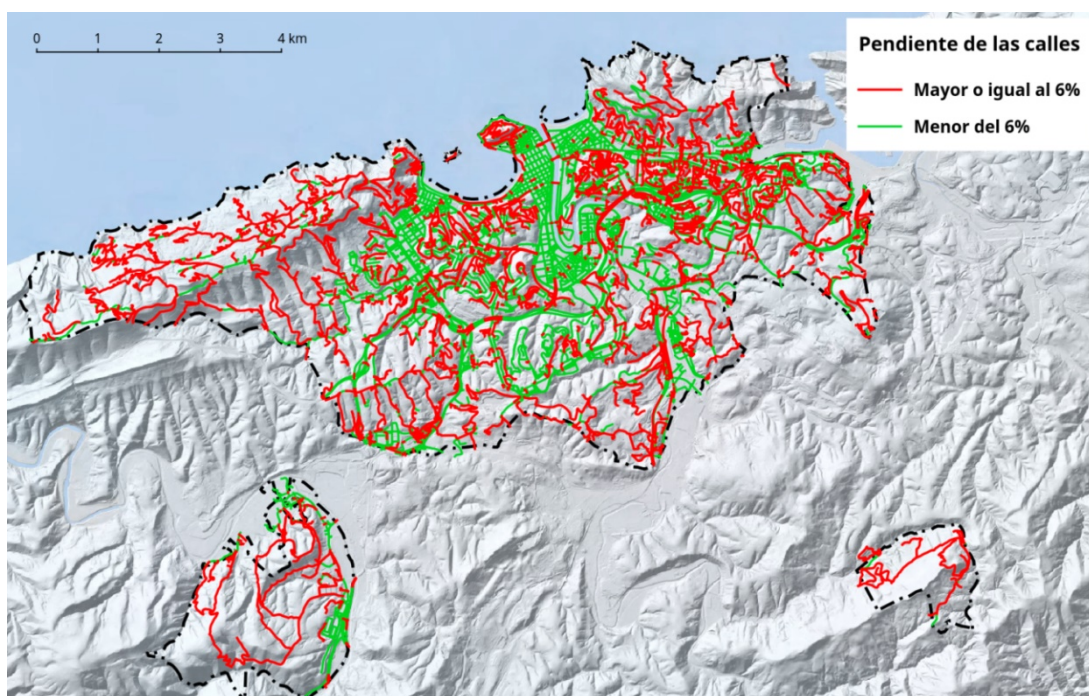 0 1 2 3 4 km
Pendiente de las calles
Mayor o igual al 6%
Menor del 6%